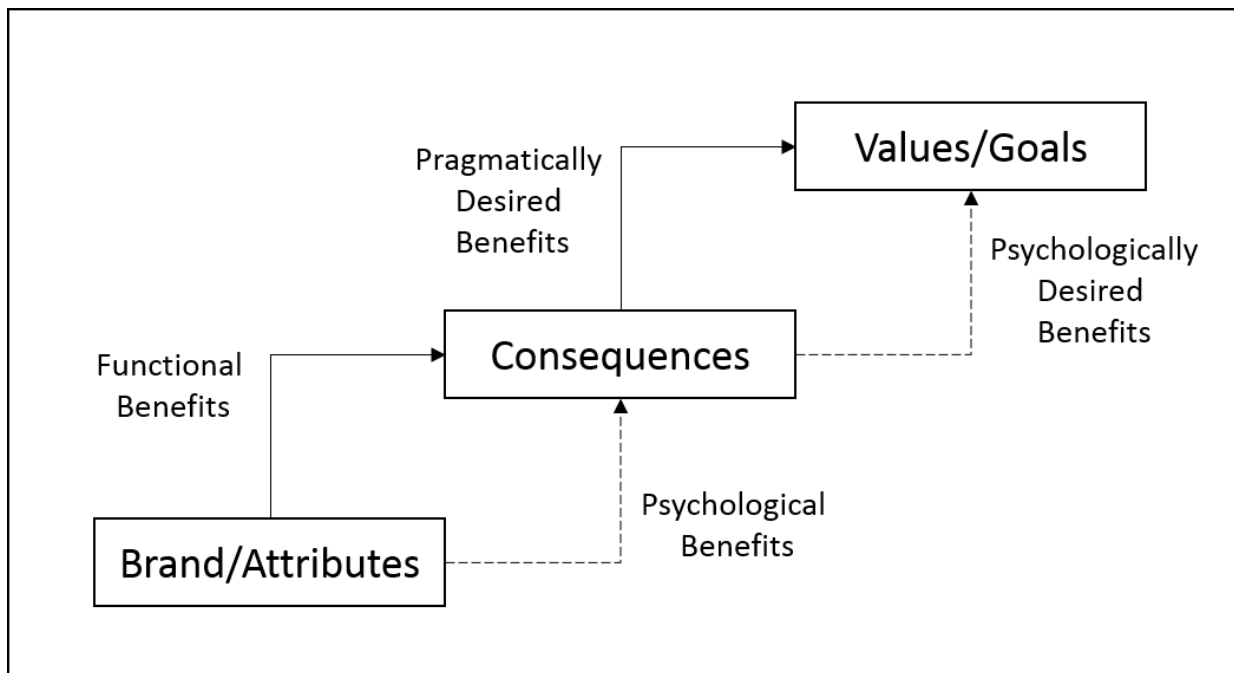 Values/Goals
Pragmatically
Desired
Benefits
Psychologically
Desired
Benefits
Consequences
Functional
Benefits
Psychological
Benefits
Brand/Attributes